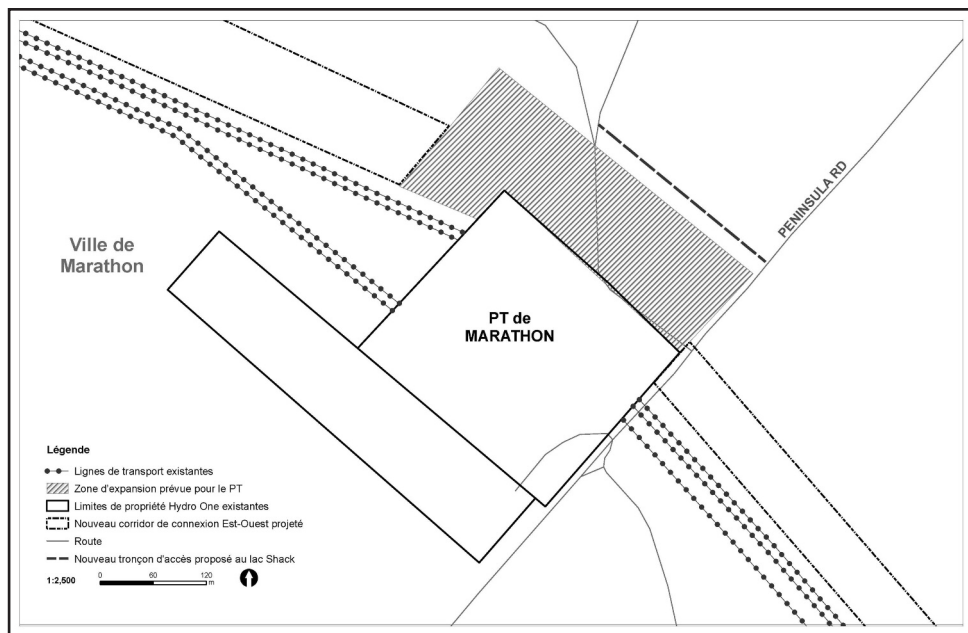 PENINSULA RD
Ville de
Marathon
PT de
MARATHON
Légende
Lignes de transport existantes
Zone d'expansion prévue pour le PT
Limites de propriété Hydro One existantes
Nouveau corridor de connexion Est-Ouest projeté
Route
Nouveau tronçon d'accès proposé au lac Shack
1:2,500 0 60 120
m